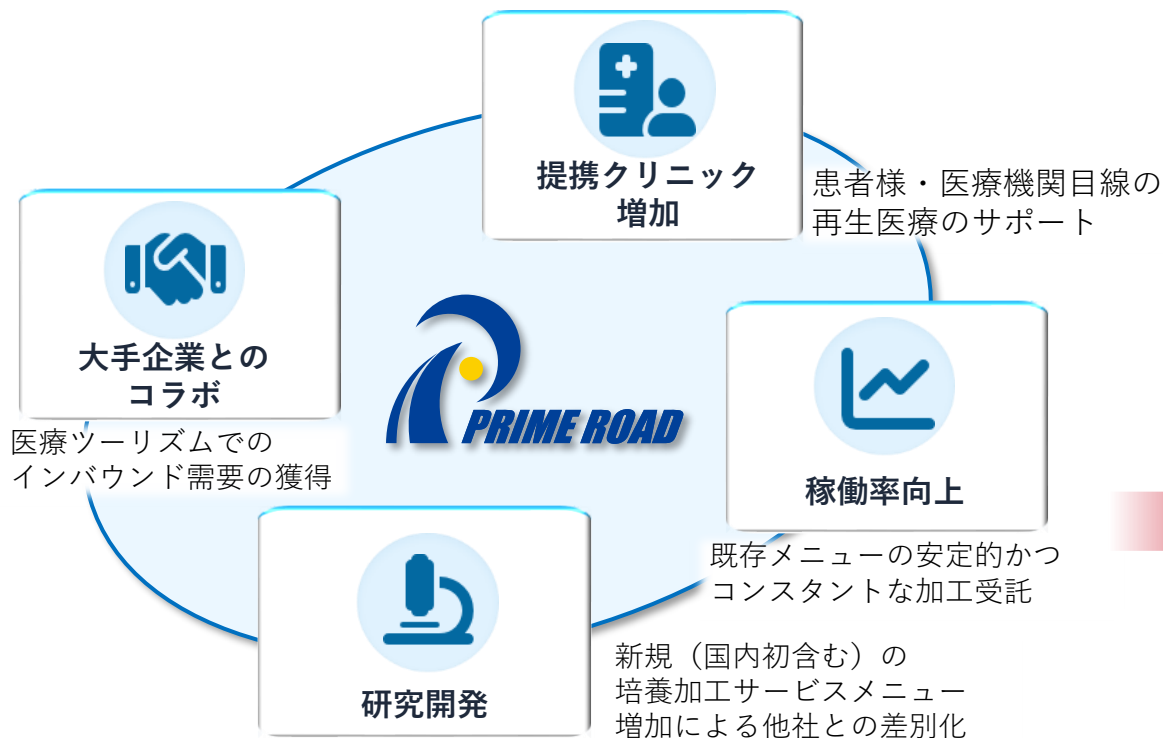 提携クリニック
増加
患者様・医療機関目線の
再生医療のサポート
大手企業との
コラボ
医療ツーリズムでの
インバウンド需要の獲得
PRIME ROAD
稼働率向上
既存メニューの安定的かつ
コンスタントな加工受託
研究開発
新規（国内初含む）の
培養加工サービスメニュー
増加による他社との差別化